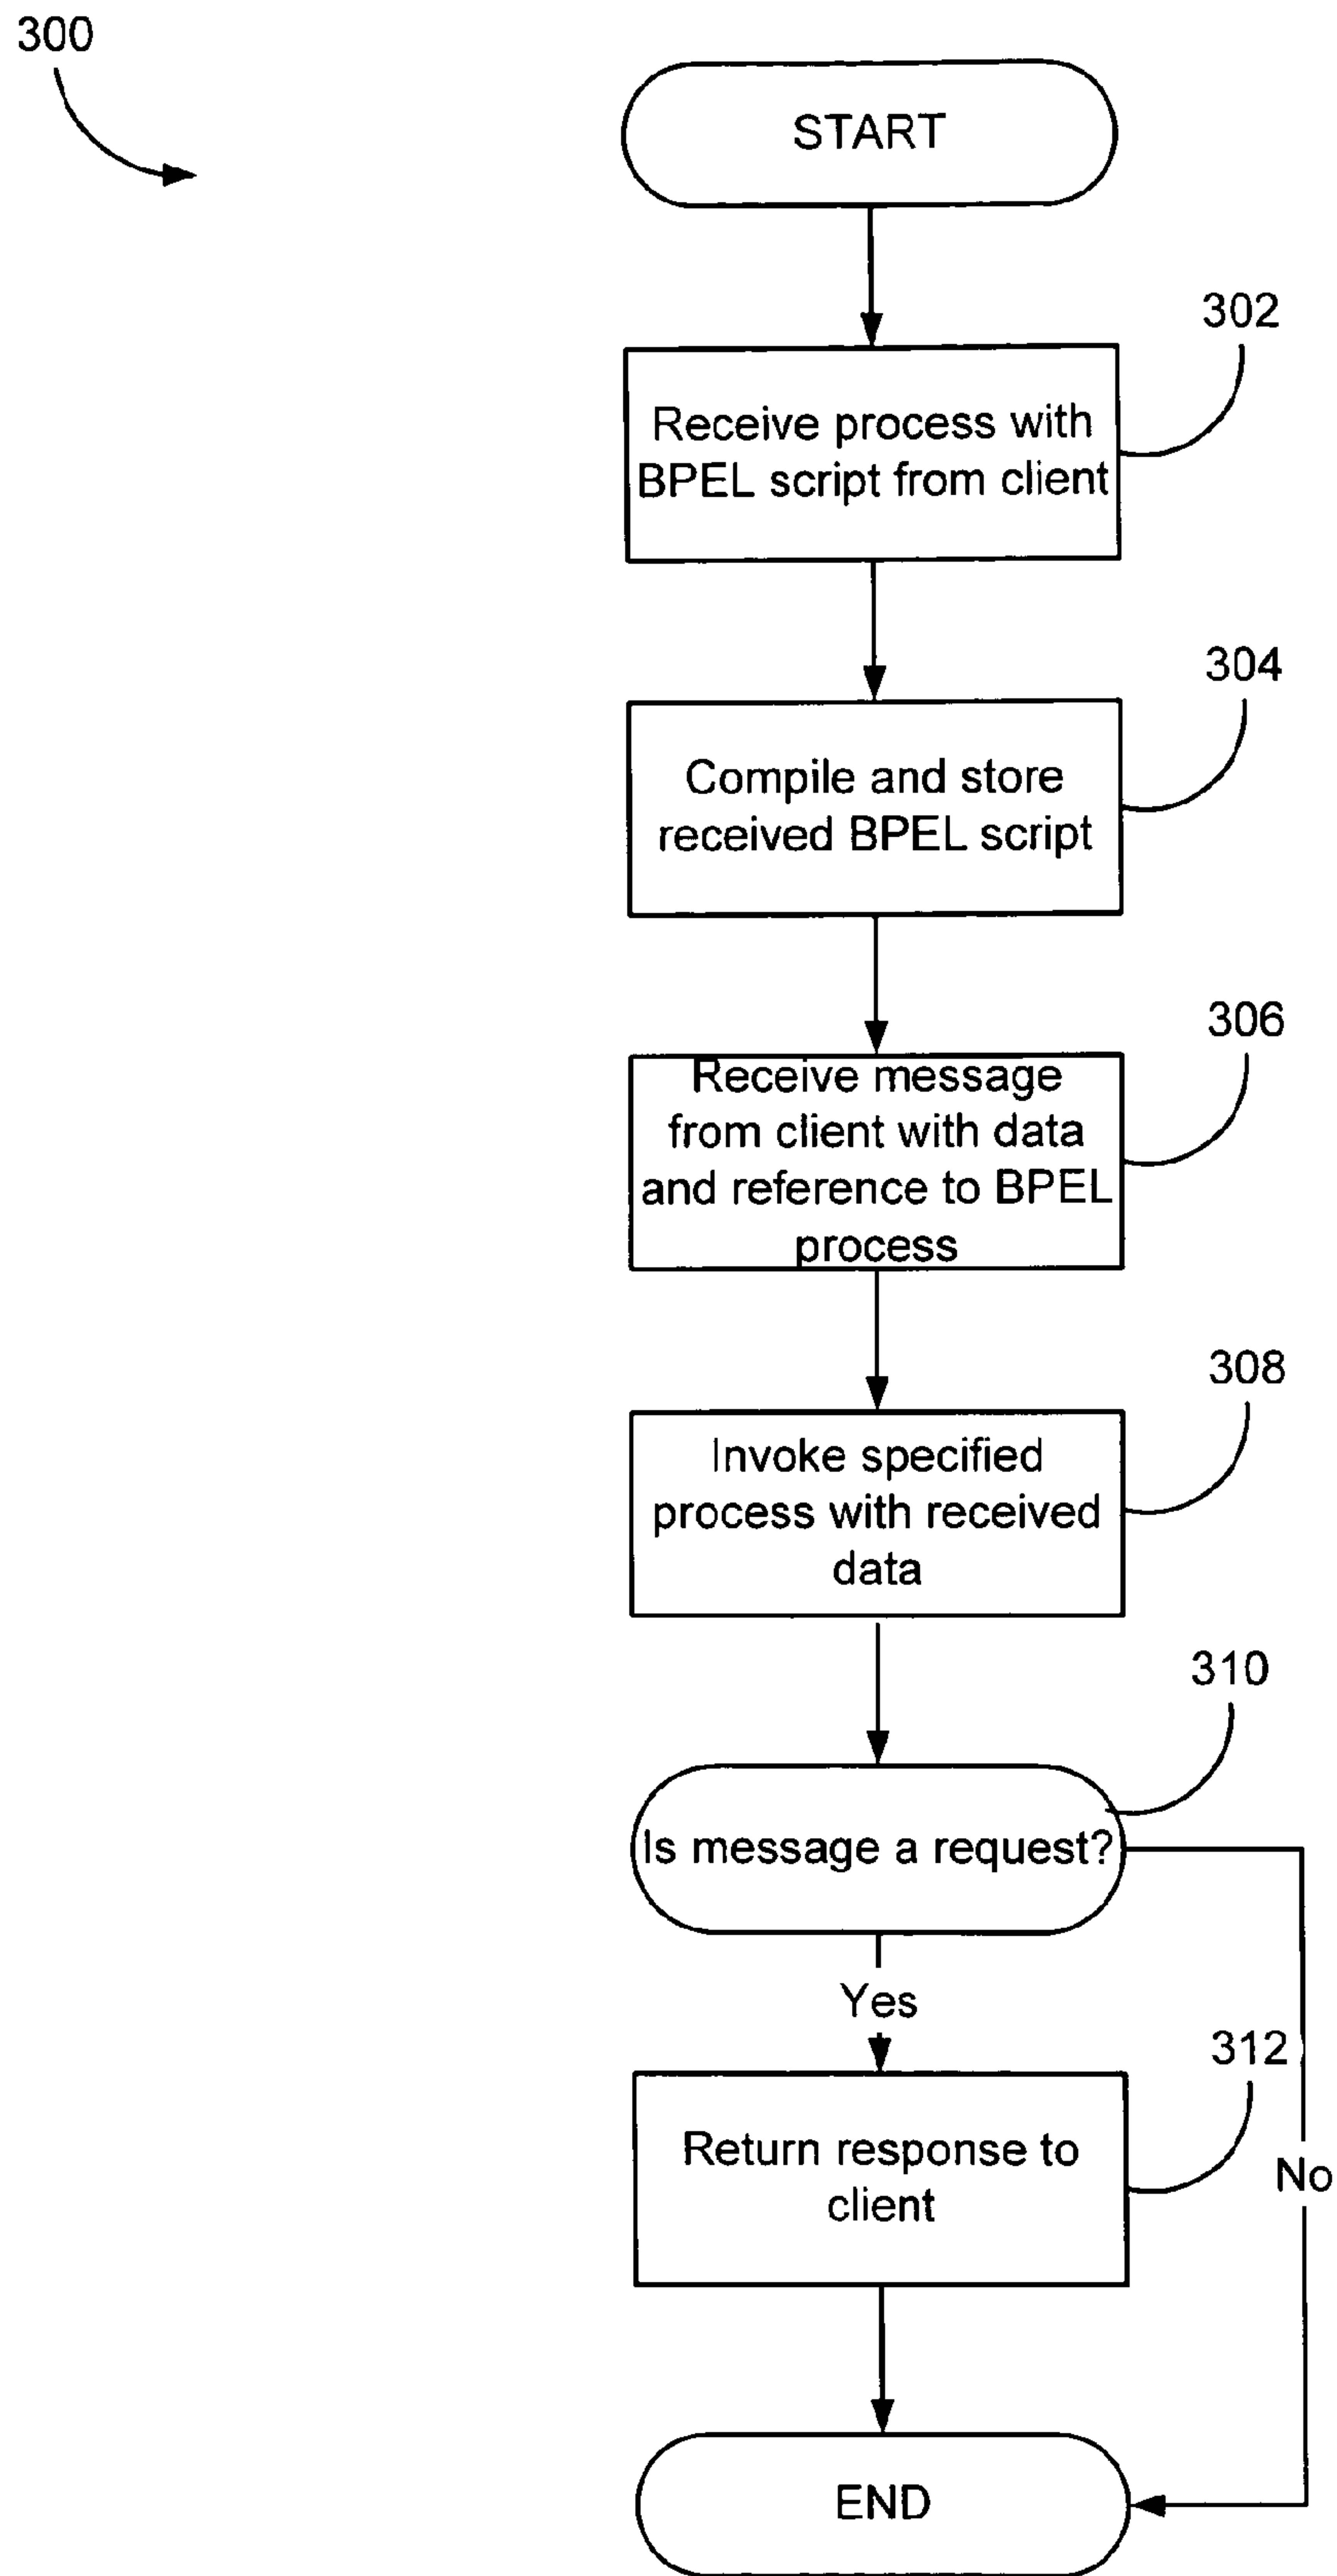 300
START
302
Receive process with
BPEL script from client
304
Compile and store
received BPEL script
306
Receive message
from client with data
and reference to BPEL
process
308
Invoke specified
process with received
data
310
Is message a request?
Yes
312
Return response to
client
No
END